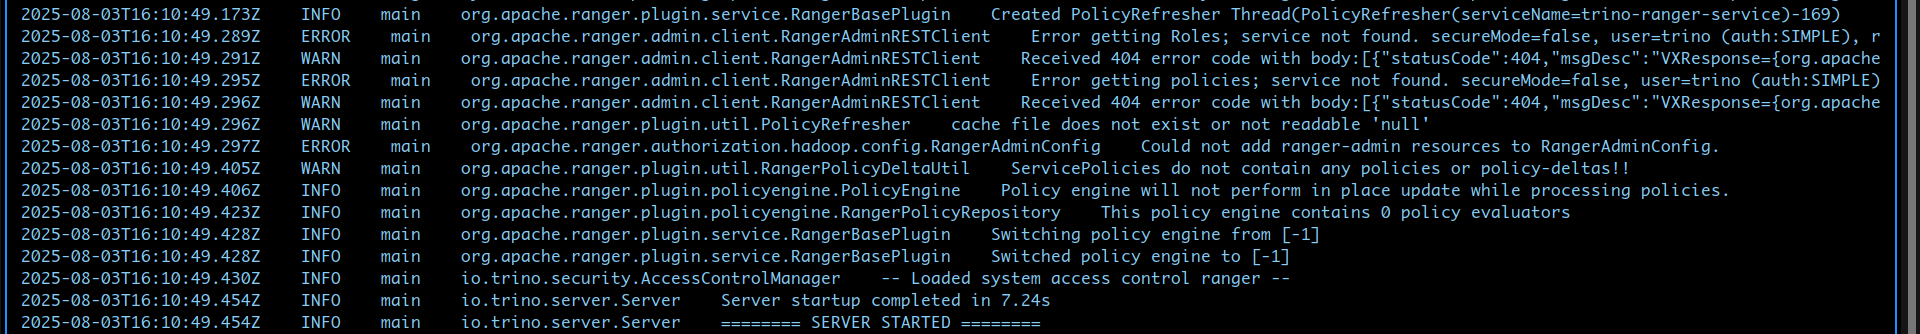 2025-08-03T16:10:49.173Z INFO main org.apache.ranger.plugin.service.RangerBasePlugin Created PolicyRefresher Thread(PolicyRefresher(serviceName=trino-ranger-service)-169)
2025-08-03T16:10:49.289Z ERROR main org.apache.ranger.admin.client.RangerAdminRESTClient Error getting Roles; service not found. secureMode=false, user=trino (auth:SIMPLE), r
2025-08-03T16:10:49.291Z WARN main org.apache.ranger.admin.client.RangerAdminRESTClient Received 404 error code with body:[{"statusCode":404,"msgDesc":"VXResponse={org.apache
2025-08-03T16:10:49.295Z ERROR main org.apache.ranger.admin.client.RangerAdminRESTClient Error getting policies; service not found. secureMode=false, user=trino (auth:SIMPLE)
2025-08-03T16:10:49.296Z WARN main org.apache.ranger.admin.client.RangerAdminRESTClient Received 404 error code with body:[{"statusCode":404,"msgDesc":"VXResponse={org.apache
2025-08-03T16:10:49.296Z WARN main org.apache.ranger.plugin.util.PolicyRefresher cache file does not exist or not readable 'null'
2025-08-03T16:10:49.297Z ERROR main org.apache.ranger.authorization.hadoop.config.RangerAdminConfig Could not add ranger-admin resources to RangerAdminConfig.
2025-08-03T16:10:49.405Z WARN main org.apache.ranger.plugin.util.RangerPolicyDeltaUtil ServicePolicies do not contain any policies or policy-deltas!!
2025-08-03T16:10:49.406Z INFO main org.apache.ranger.plugin.policyengine.PolicyEngine Policy engine will not perform in place update while processing policies.
2025-08-03T16:10:49.423Z INFO main org.apache.ranger.plugin.policyengine.RangerPolicyRepository This policy engine contains 0 policy evaluators
2025-08-03T16:10:49.428Z INFO main org.apache.ranger.plugin.service.RangerBasePlugin Switching policy engine from [-1]
2025-08-03T16:10:49.428Z INFO main org.apache.ranger.plugin.service.RangerBasePlugin Switched policy engine to [-1]
2025-08-03T16:10:49.430Z INFO main io.trino.security.AccessControlManager -- Loaded system access control ranger --
2025-08-03T16:10:49.454Z INFO main io.trino.server.Server Server startup completed in 7.24s
2025-08-03T16:10:49.454Z INFO main io.trino.server.Server ======== SERVER STARTED ========